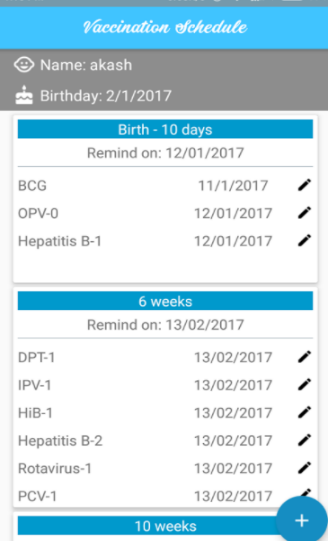 Vaccination Schedule
Name: akash
Birthday: 2/1/2017
Birth - 10 days
Remind on: 12/01/2017
BCG 11/1/2017
OPV-0 12/01/2017
Hepatitis B-1 12/01/2017
6 weeks
Remind on: 13/02/2017
DPT-1 13/02/2017
IPV-1 13/02/2017
HiB-1 13/02/2017
Hepatitis B-2 13/02/2017
Rotavirus-1 13/02/2017
PCV-1 13/02/2017
+
10 weeks